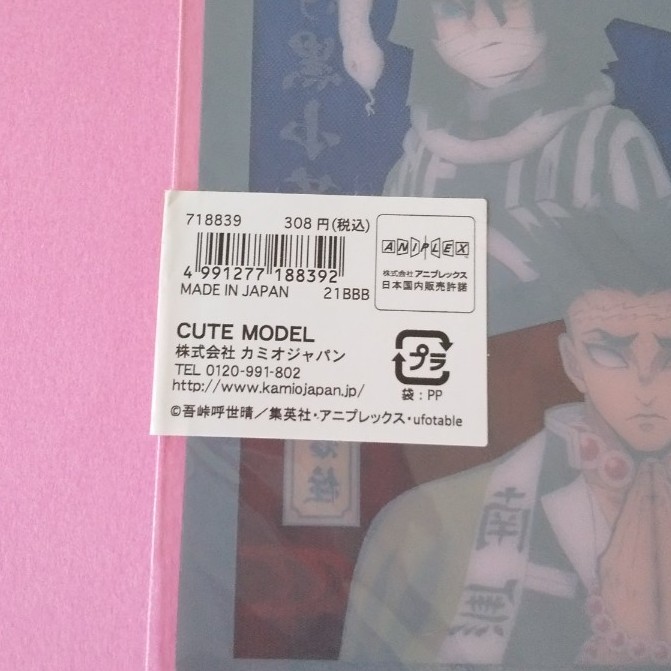 718839 308円(税込)
4 991277 188392
MADE IN JAPAN 21BBB
ANIPLEX
株式会社 アニプレックス
日本国内販売許諾
CUTE MODEL
株式会社 カミオジャパン
TEL 0120-991-802
http://www.kamiojapan.jp/
プラ
袋：PP
©吾峠呼世晴／集英社・アニプレックス・ufotable
南
無